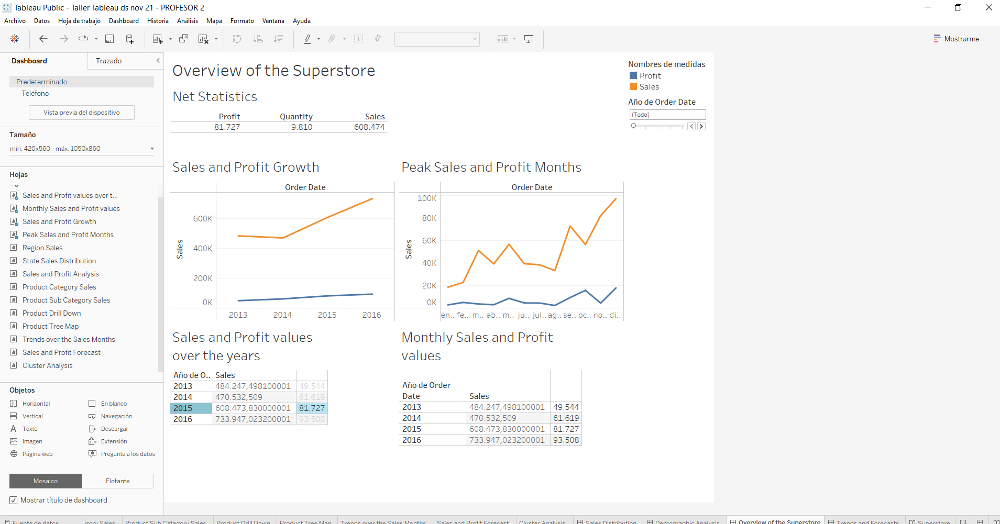 Tableau Public - Taller Tableau ds nov 21 - PROFESOR 2
Archivo Datos Hoja de trabajo Dashboard Historia Análisis Mapa Formato Ventana Ayuda
Mostrarme
Dashboard Trazado
Predeterminado
Teléfono
Vista previa del dispositivo
Tamaño
mín. 420x560 - máx. 1050x860
Hojas
Sales and Profit values over t...
Monthly Sales and Profit values
Sales and Profit Growth
Peak Sales and Profit Months
Region Sales
State Sales Distribution
Sales and Profit Analysis
Product Category Sales
Product Sub Category Sales
Product Drill Down
Product Tree Map
Trends over the Sales Months
Sales and Profit Forecast
Cluster Analysis
Objetos
Horizontal En blanco
Vertical Navegación
Texto Descargar
Imagen Extensión
Página web Pregunte a los datos
Mosaico Flotante
Mostrar título de dashboard
Overview of the Superstore
Net Statistics
Profit Quantity Sales
81.727 9.810 608.474
Nombres de medidas
Profit
Sales
Año de Order Date
(Todo)
Sales and Profit Growth
Order Date
Sales
600K
400K
200K
0K
2013 2014 2015 2016
Peak Sales and Profit Months
Order Date
Sales
100K
80K
60K
40K
20K
0K
en.. fe.. m.. ab.. m.. ju.. jul.. ag.. se.. oc.. no.. di..
Sales and Profit values
over the years
Año de O.. Sales
2013 484.247,498100001 49.544
2014 470.532,509 61.619
2015 608.473,830000001 81.727
2016 733.947,023200001 93.508
Monthly Sales and Profit
values
Año de Order
Date Sales
2013 484.247,498100001 49.544
2014 470.532,509 61.619
2015 608.473,830000001 81.727
2016 733.947,023200001 93.508
Fuente de datos gory Sales Product Sub Category Sales Product Drill Down Product Tree Map Trends over the Sales Months Sales and Profit Forecast Cluster Analysis Sales Distribution Demographic Analysis Overview of the Superstore Trends and Forecasts Superstore